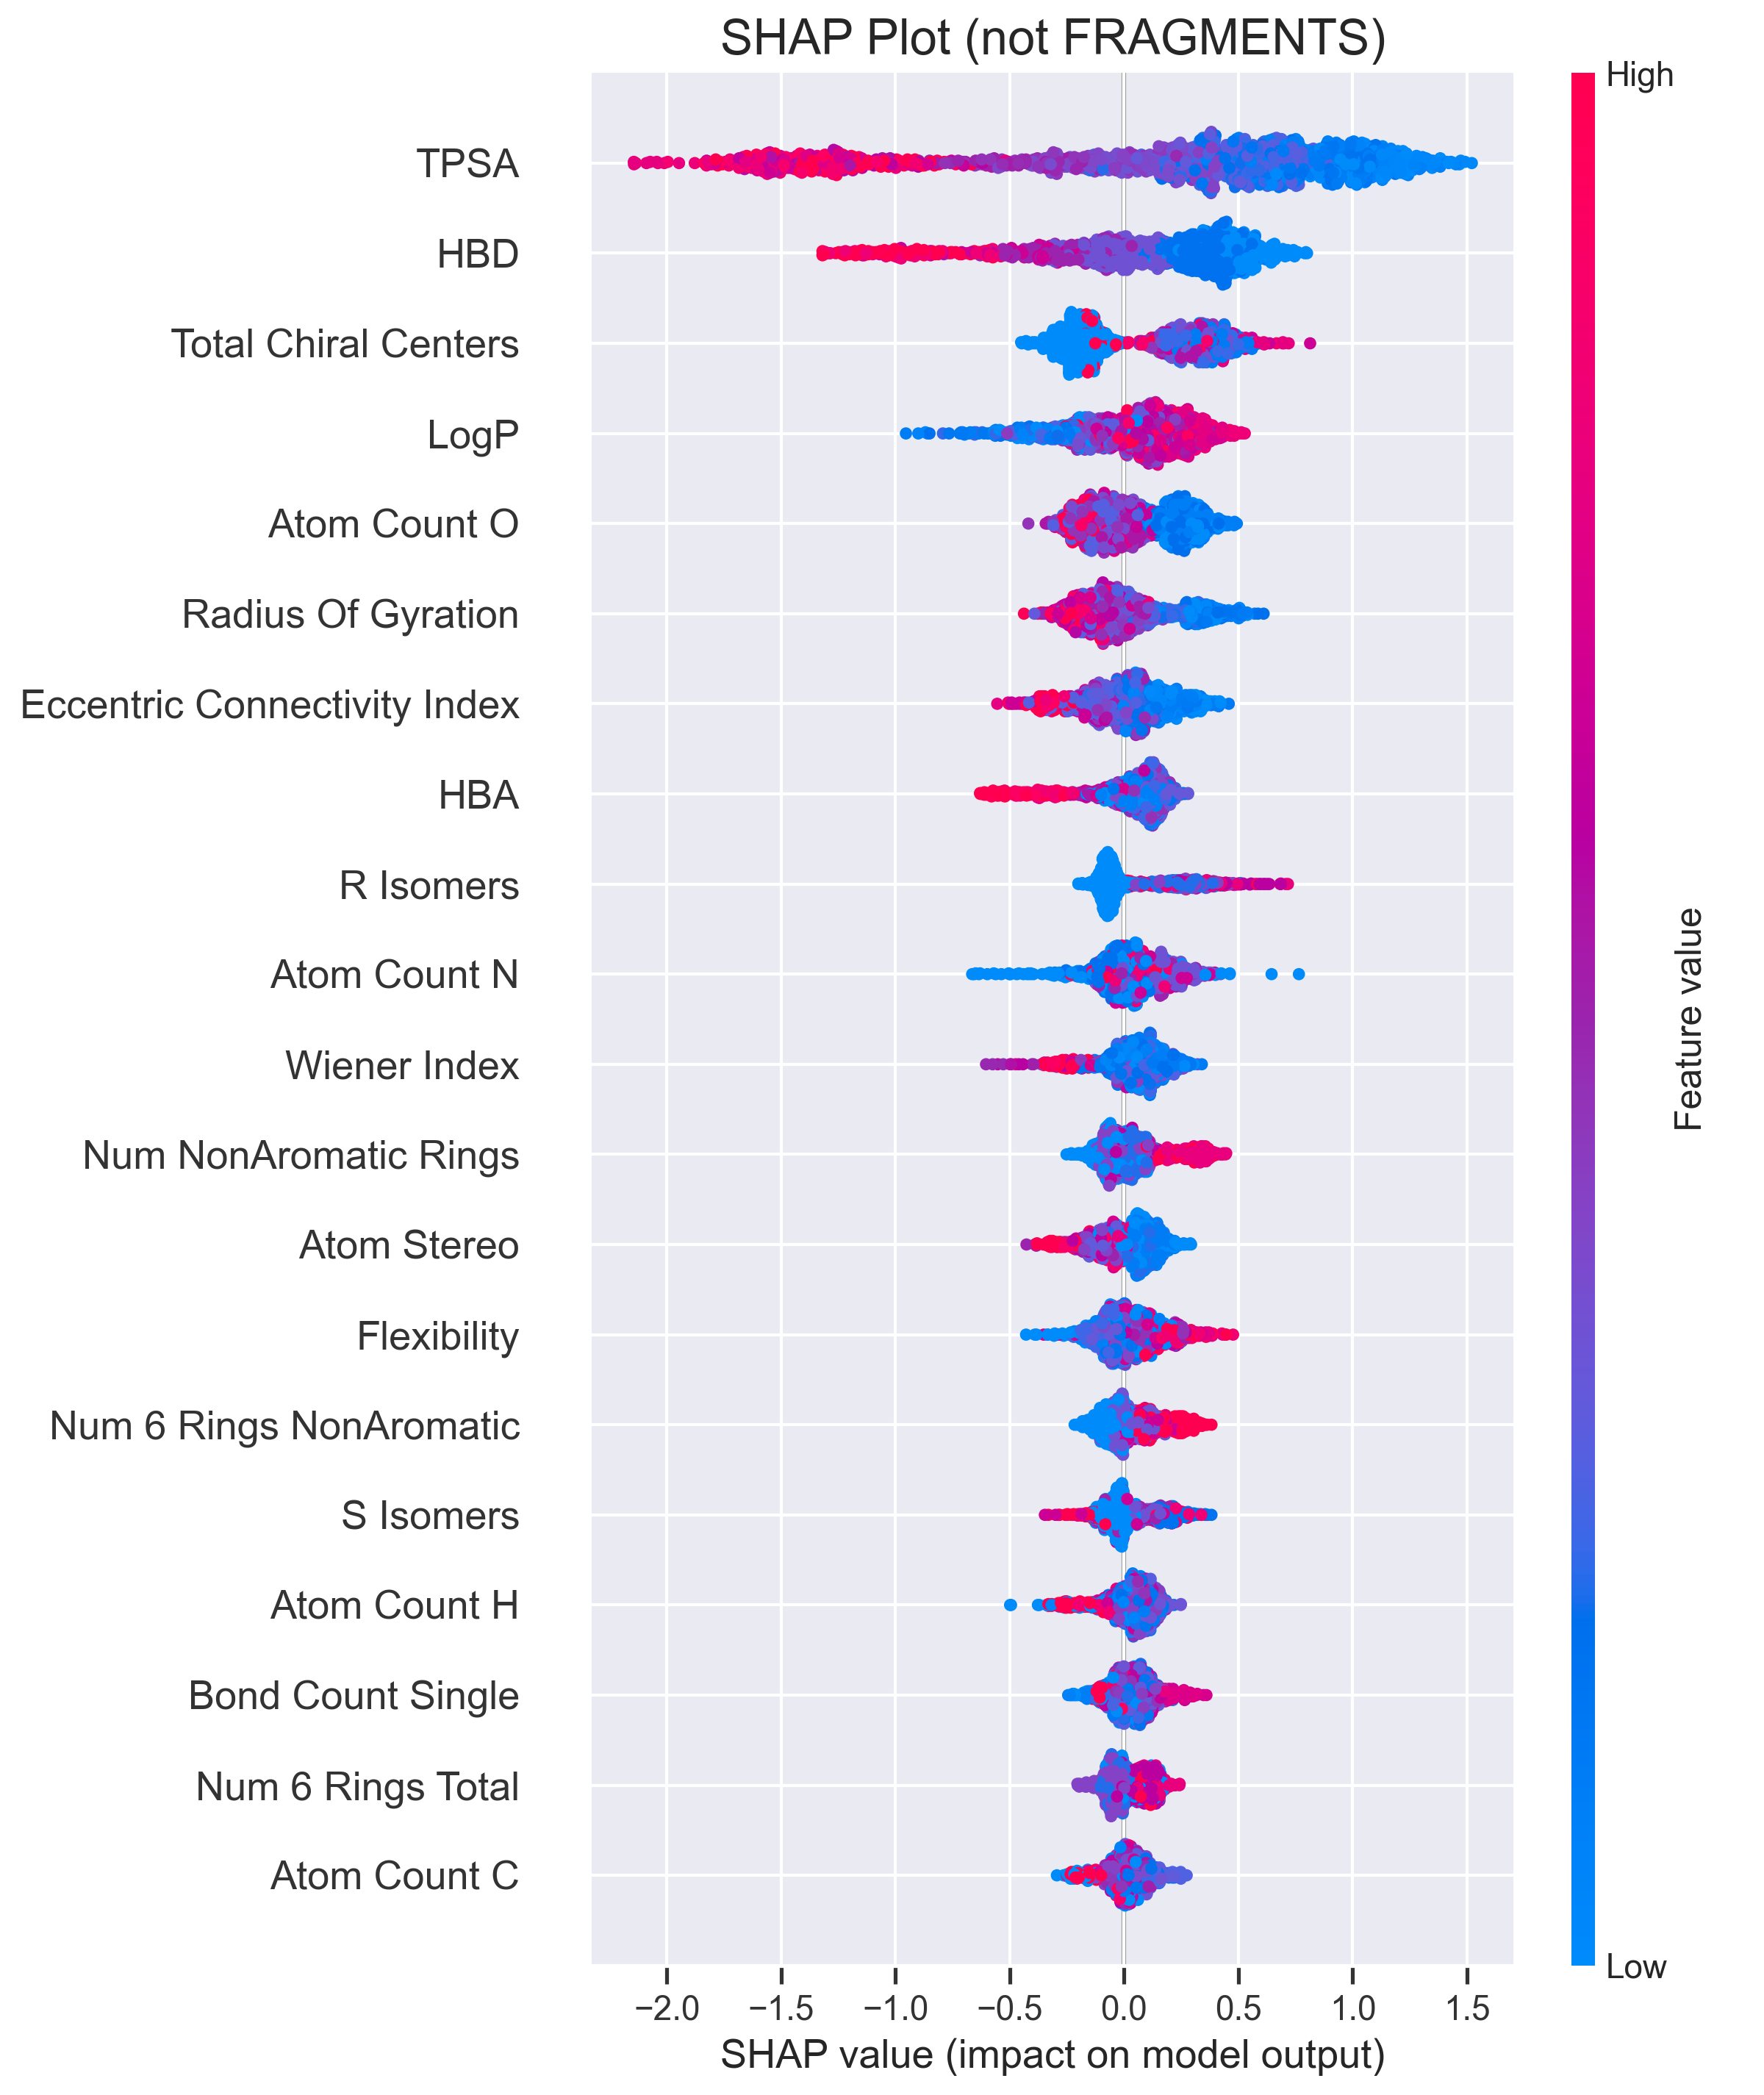 SHAP Plot (not FRAGMENTS)
High
TPSA
HBD
Total Chiral Centers
LogP
Atom Count O
Radius Of Gyration
Eccentric Connectivity Index
HBA
R Isomers
Atom Count N
Wiener Index
Num NonAromatic Rings
Atom Stereo
Flexibility
Num 6 Rings NonAromatic
S Isomers
Atom Count H
Bond Count Single
Num 6 Rings Total
Atom Count C
Feature value
Low
−2.0 −1.5 −1.0 −0.5 0.0 0.5 1.0 1.5
SHAP value (impact on model output)